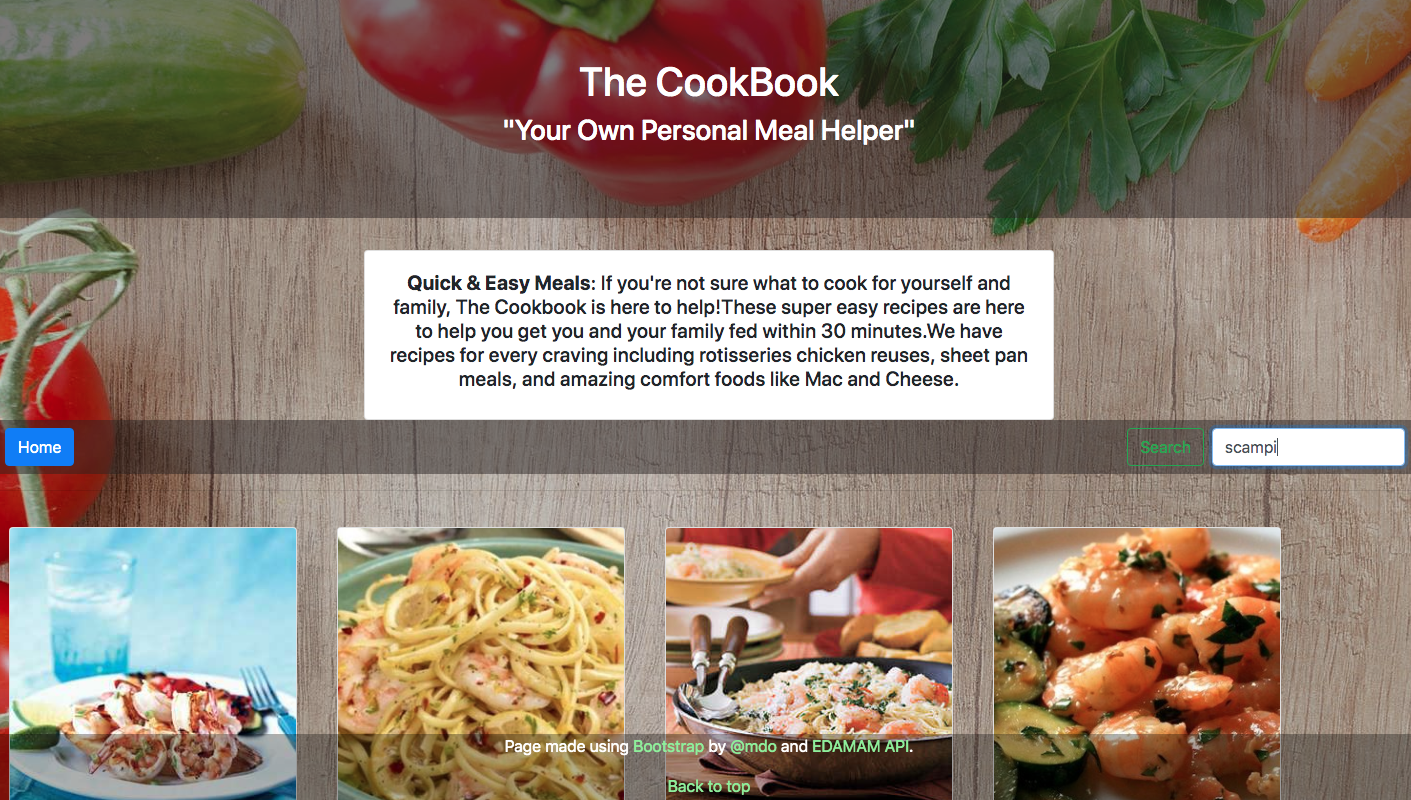 The CookBook
"Your Own Personal Meal Helper"
Quick & Easy Meals: If you're not sure what to cook for yourself and
family, The Cookbook is here to help!These super easy recipes are here
to help you get you and your family fed within 30 minutes.We have
recipes for every craving including rotisseries chicken reuses, sheet pan
meals, and amazing comfort foods like Mac and Cheese.
Home
Search
scampi
Page made using Bootstrap by @mdo and EDAMAM API.
Back to top